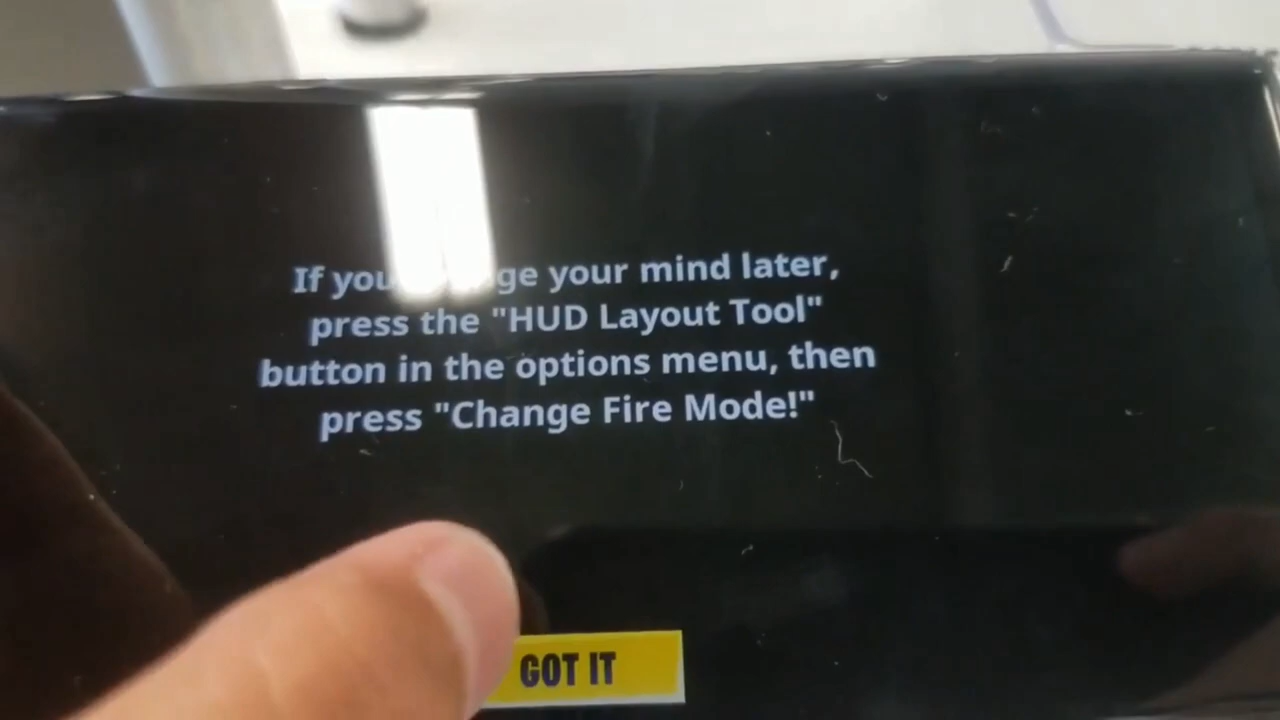 If you ge your mind later,
press the "HUD Layout Tool"
button in the options menu, then
press "Change Fire Mode!"
GOT IT